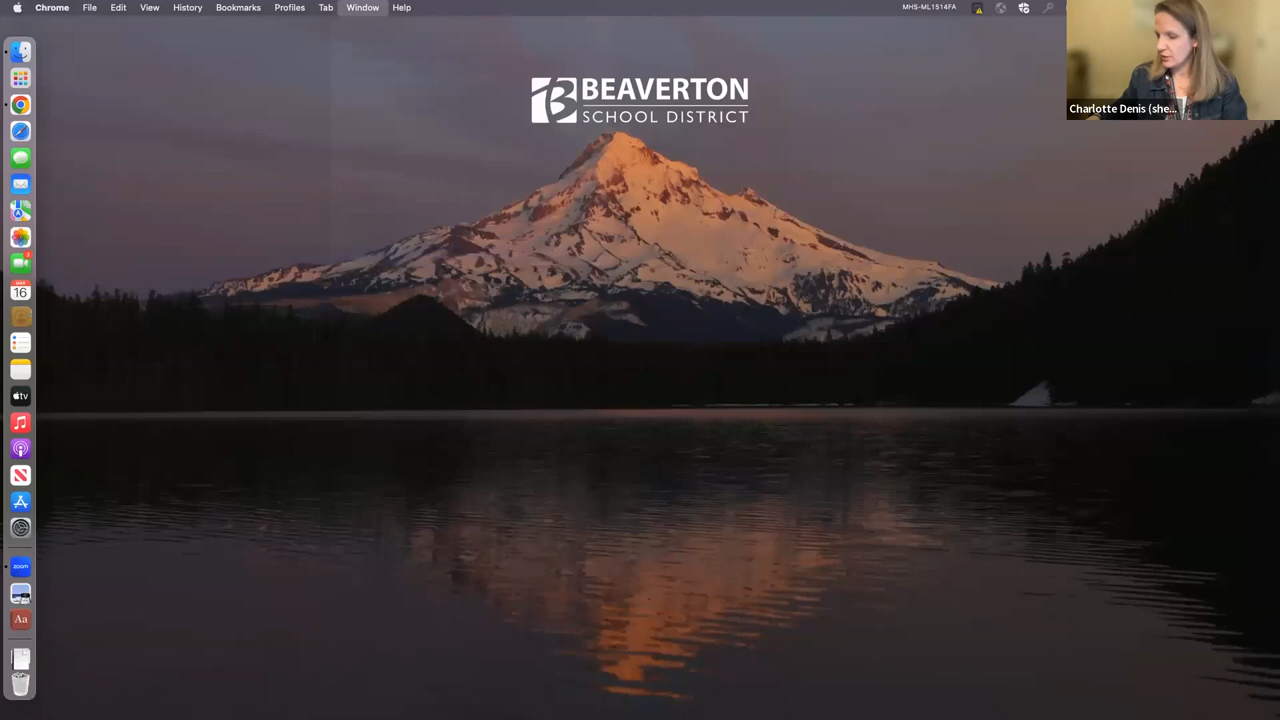 Chrome File Edit View History Bookmarks Profiles Tab Window Help MHS-ML1514FA
BEAVERTON
SCHOOL DISTRICT
Charlotte Denis (she...
16
tv
zoom
Aa